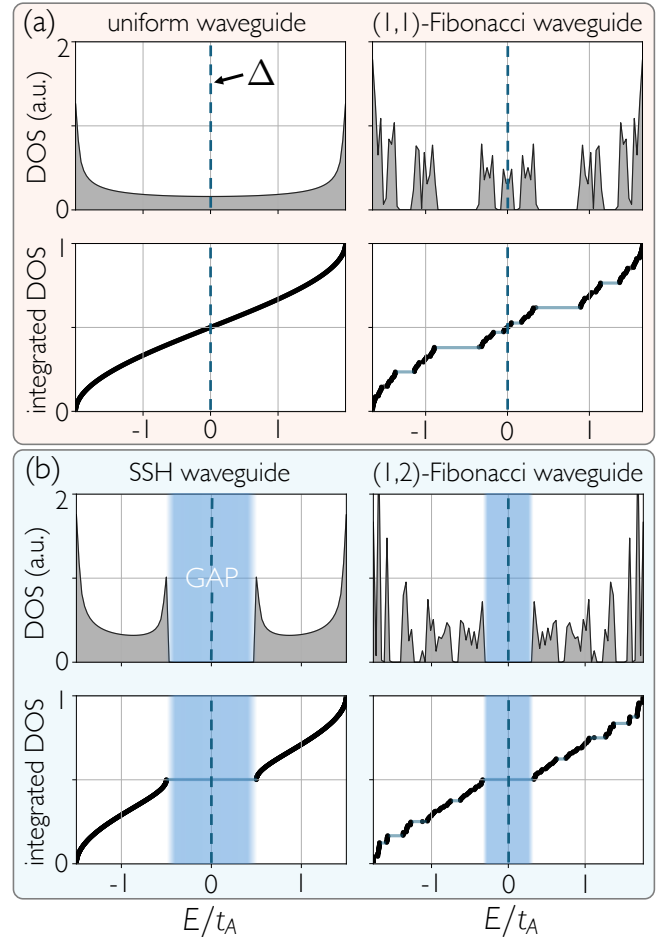 (a) uniform waveguide (1,1)-Fibonacci waveguide
2
Δ
DOS (a.u.)
0
1
integrated DOS
0
-1 0 1 -1 0 1
(b) SSH waveguide (1,2)-Fibonacci waveguide
2
GAP
DOS (a.u.)
0
1
integrated DOS
0
-1 0 1 -1 0 1
E/t_A E/t_A